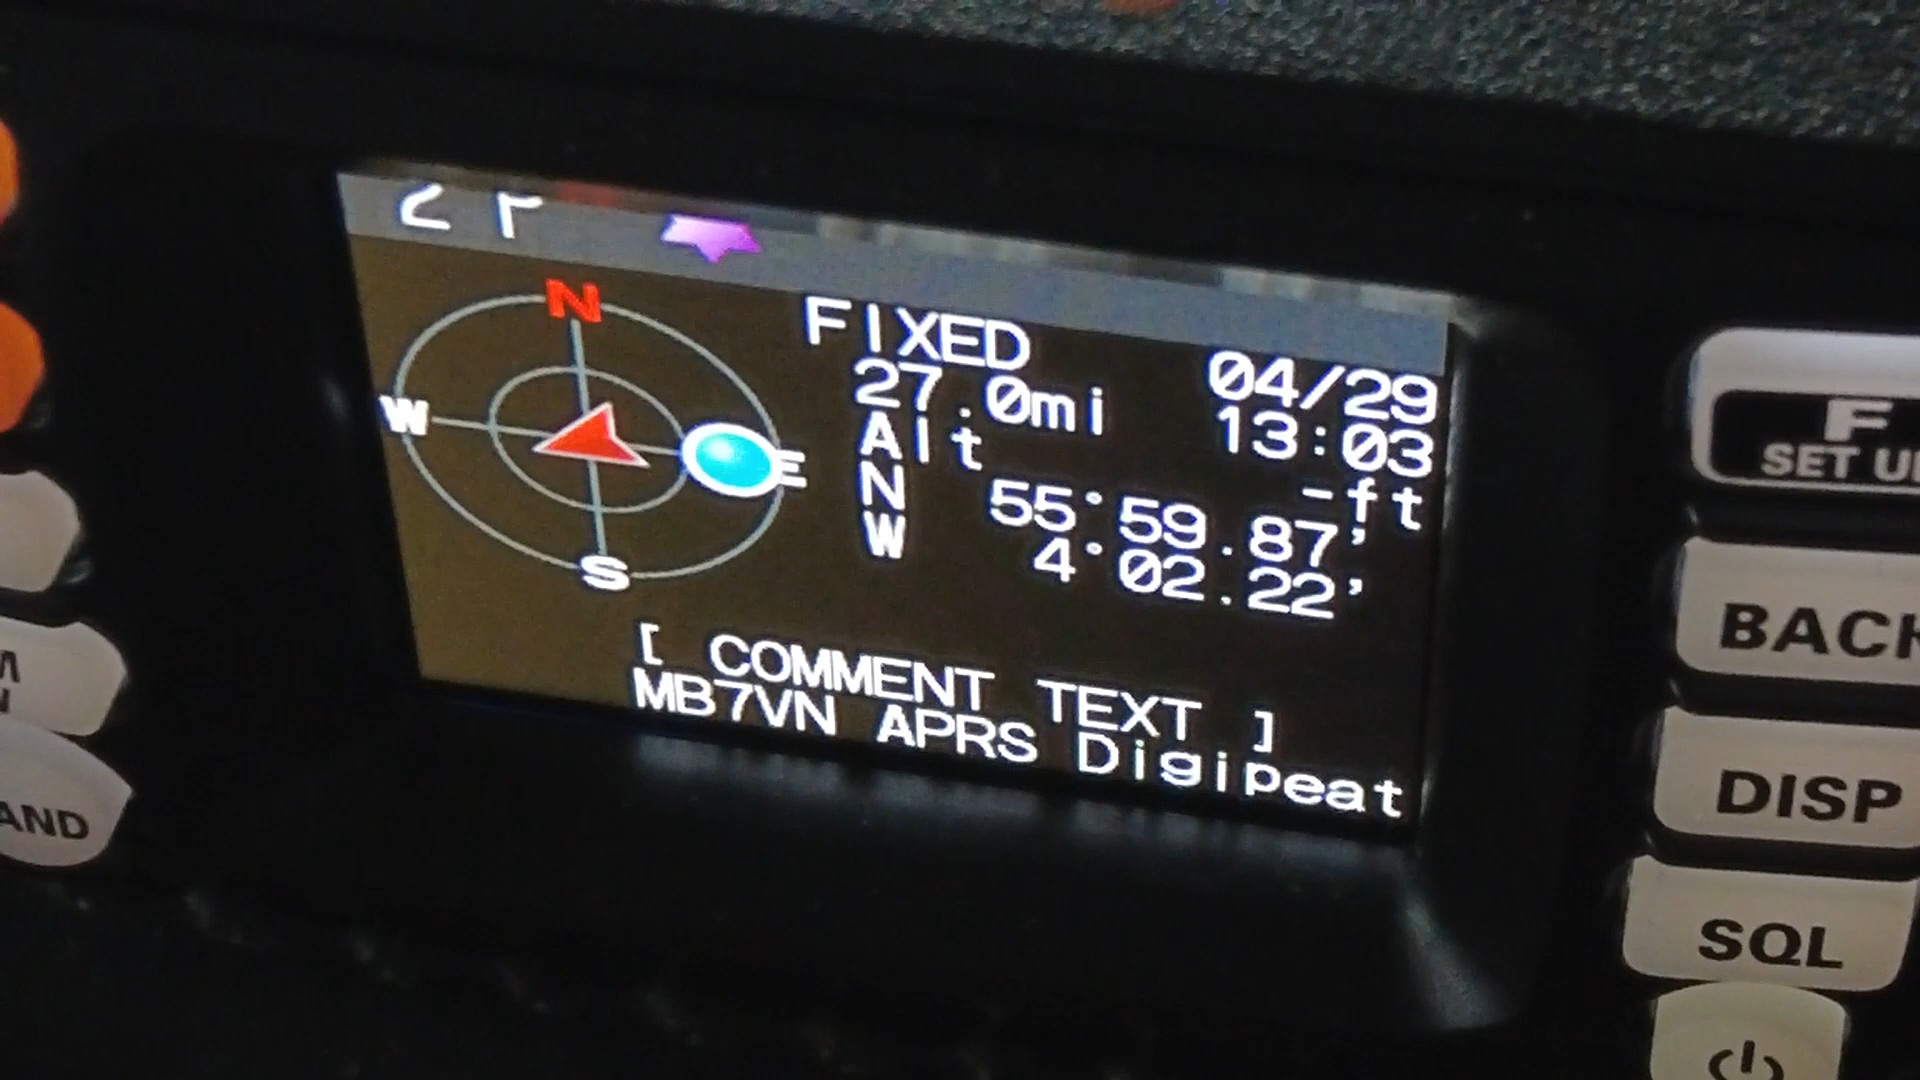 N
W
E
S
FIXED
27.0mi 04/29
Alt 13:03
-ft
N 55°59.87'
W 4°02.22'
[ COMMENT TEXT ]
MB7VN APRS Digipeat
F
SET U
BACK
DISP
SQL
AND